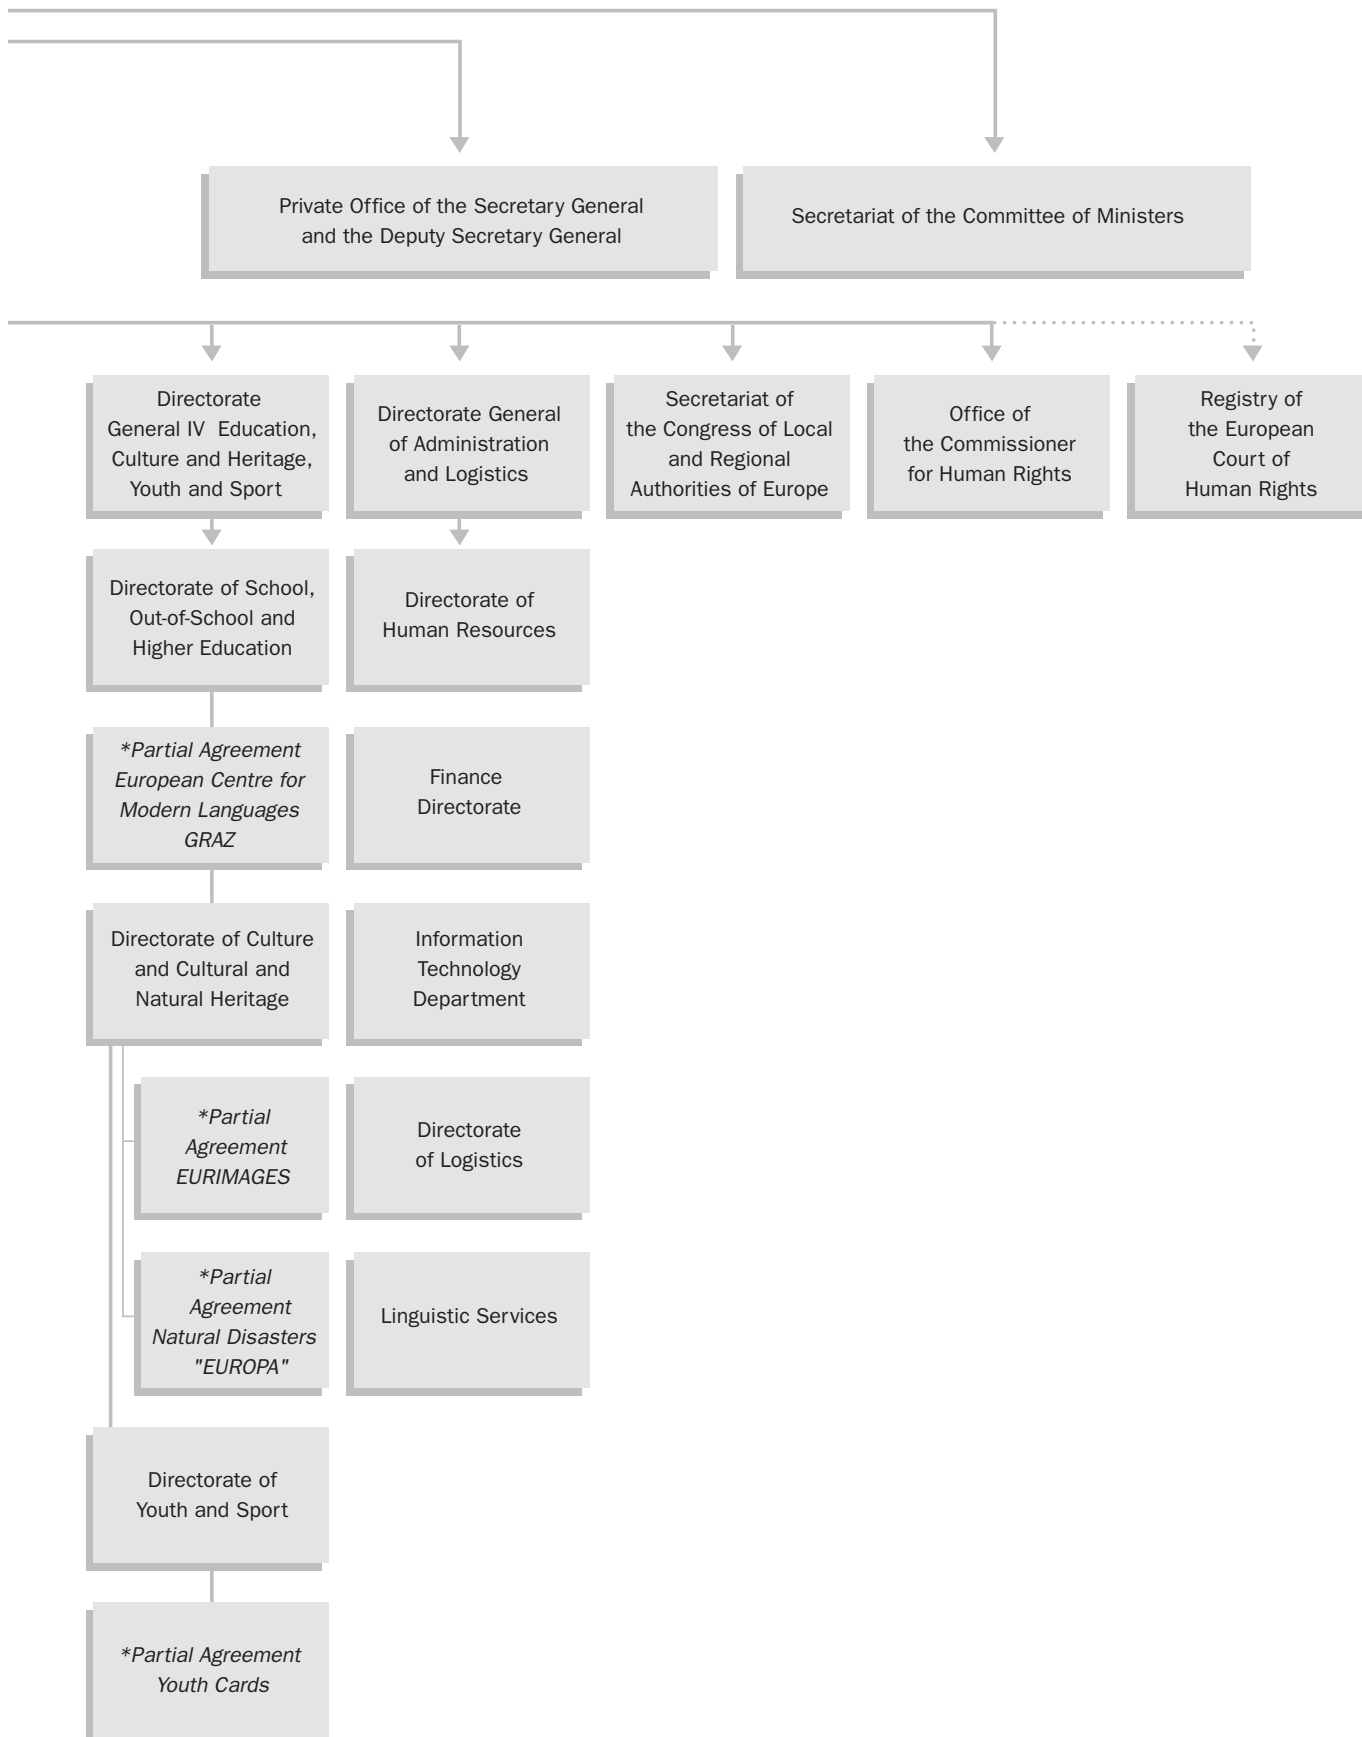 Private Office of the Secretary General
and the Deputy Secretary General
Secretariat of the Committee of Ministers
Directorate
General IV Education,
Culture and Heritage,
Youth and Sport
Directorate General
of Administration
and Logistics
Secretariat of
the Congress of Local
and Regional
Authorities of Europe
Office of
the Commissioner
for Human Rights
Registry of
the European
Court of
Human Rights
Directorate of School,
Out-of-School and
Higher Education
Directorate of
Human Resources
*Partial Agreement
European Centre for
Modern Languages
GRAZ
Finance
Directorate
Directorate of Culture
and Cultural and
Natural Heritage
Information
Technology
Department
*Partial
Agreement
EURIMAGES
Directorate
of Logistics
*Partial
Agreement
Natural Disasters
"EUROPA"
Linguistic Services
Directorate of
Youth and Sport
*Partial Agreement
Youth Cards